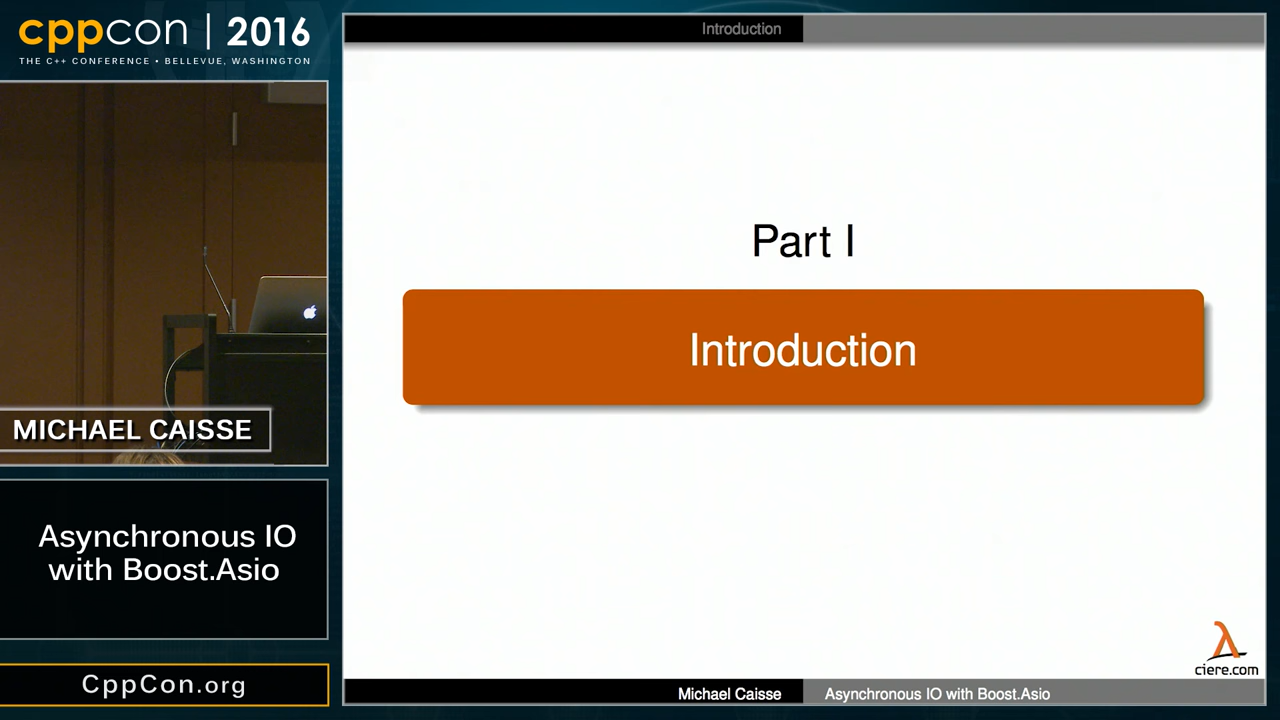 cppcon | 2016
THE C++ CONFERENCE • BELLEVUE, WASHINGTON
MICHAEL CAISSE
Asynchronous IO
with Boost.Asio
CppCon.org
Introduction
Part I
Introduction
ciere.com
Michael Caisse
Asynchronous IO with Boost.Asio